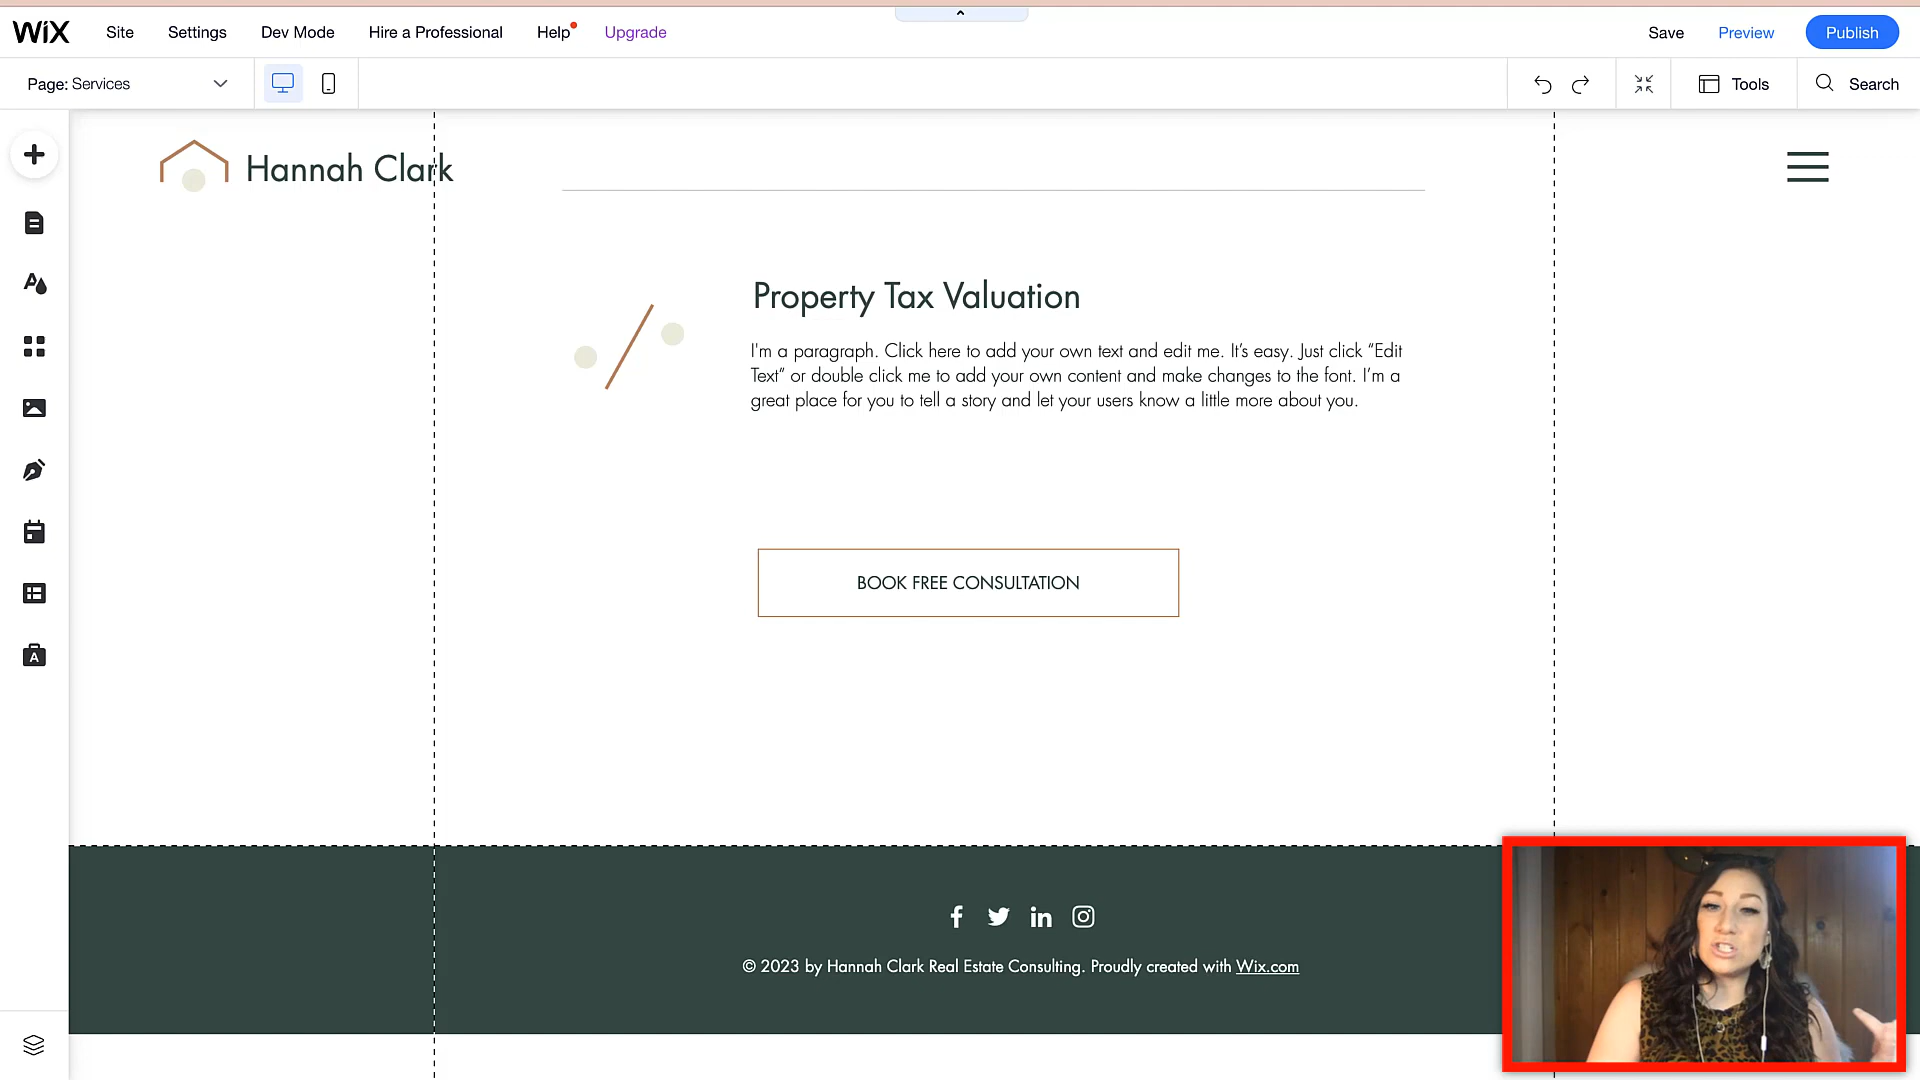 WiX Site Settings Dev Mode Hire a Professional Help Upgrade Save Preview Publish
Page: Services Tools Search
Hannah Clark
Property Tax Valuation
I'm a paragraph. Click here to add your own text and edit me. It’s easy. Just click “Edit
Text” or double click me to add your own content and make changes to the font. I’m a
great place for you to tell a story and let your users know a little more about you.
BOOK FREE CONSULTATION
© 2023 by Hannah Clark Real Estate Consulting. Proudly created with Wix.com